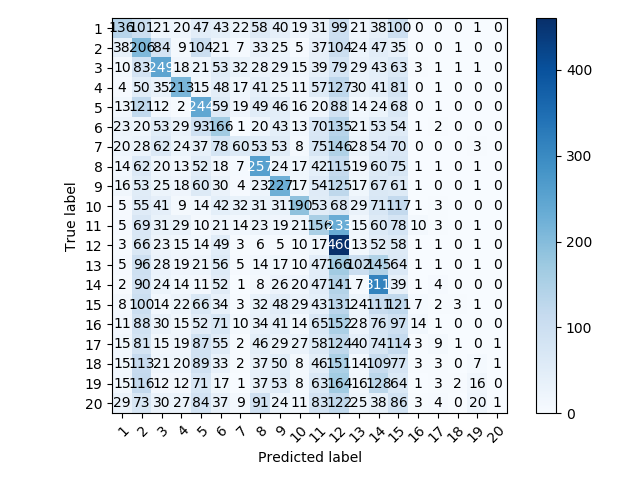 1 136 101 21 20 47 43 22 58 40 19 31 99 21 38 100 0 0 0 1 0
2 38 206 84 9 104 21 7 33 25 5 37 104 24 47 35 0 0 1 0 0
3 10 83 249 18 21 53 32 28 29 15 39 79 29 43 63 3 1 1 1 0
4 4 50 35 213 15 48 17 41 25 11 57 127 30 41 81 0 1 0 1 0
5 13 121 12 2 244 59 19 49 46 16 20 88 14 24 68 0 1 0 1 0
6 23 20 53 29 93 166 1 20 43 13 70 135 21 53 54 1 2 0 0 0
7 20 28 62 24 37 78 60 53 53 8 75 146 28 54 70 0 0 0 3 0
8 14 62 20 13 52 18 7 257 24 17 42 115 19 60 75 1 1 0 1 0
9 16 53 25 18 60 30 4 23 227 17 54 125 17 67 61 1 1 0 1 0
10 5 55 41 9 14 42 32 31 31 190 53 68 29 71 117 1 3 0 0 0
11 5 69 31 29 10 21 14 23 19 21 156 233 15 60 78 10 3 0 1 0
12 3 66 23 15 14 49 3 6 5 10 17 460 13 52 58 1 1 0 1 0
13 5 96 28 19 21 56 5 14 17 10 47 166 102 145 64 1 3 0 1 0
14 2 90 24 14 11 52 1 8 26 20 47 141 7 311 39 1 4 0 0 0
15 8 100 14 22 66 34 3 32 48 29 43 131 24 111 121 7 2 3 1 0
16 11 88 30 15 52 71 10 34 41 14 65 152 28 76 97 14 1 0 0 0
17 15 81 15 19 87 55 2 46 29 27 58 124 40 74 114 3 9 1 0 1
18 15 113 21 20 89 33 2 37 50 8 46 151 14 109 77 3 3 0 7 1
19 15 116 12 12 71 17 1 37 53 8 63 164 16 128 64 1 3 2 16 0
20 29 73 30 27 84 37 9 91 24 11 83 122 25 38 86 3 4 0 20 1
1 2 3 4 5 6 7 8 9 10 11 12 13 14 15 16 17 18 19 20
Predicted label
True label
400
300
200
100
0